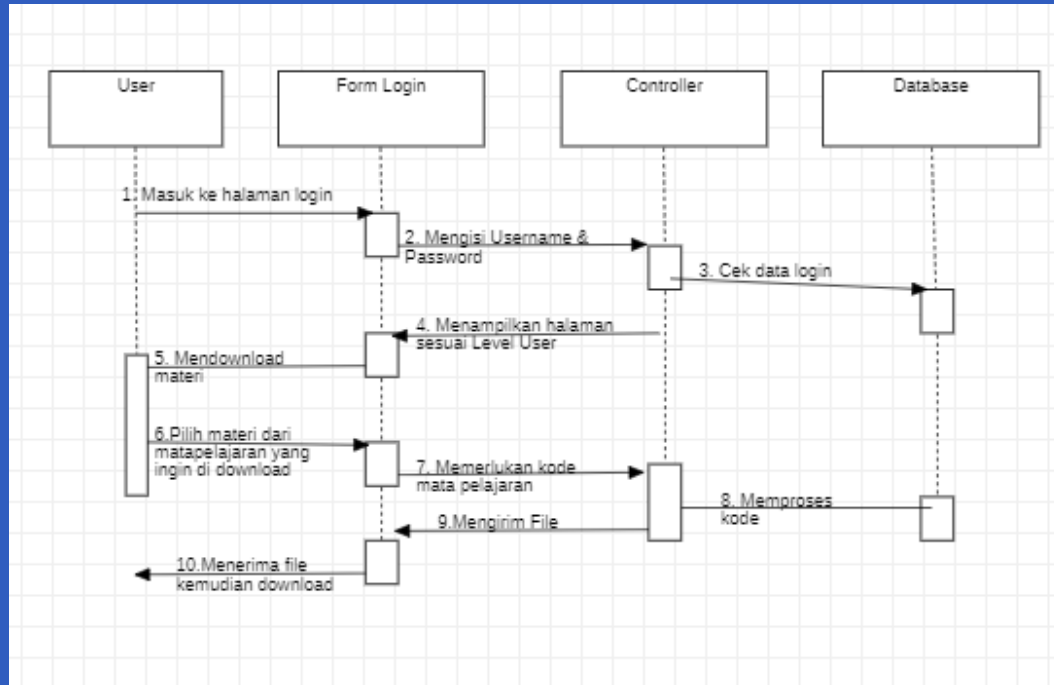 User
Form Login
Controller
Database
1. Masuk ke halaman login
2. Mengisi Username &
Password
3. Cek data login
4. Menampilkan halaman
sesuai Level User
5. Mendownload
materi
6.Pilih materi dari
matapelajaran yang
ingin di download
7. Memerlukan kode
mata pelajaran
8. Memproses
kode
9.Mengirim File
10.Menerima file
kemudian download